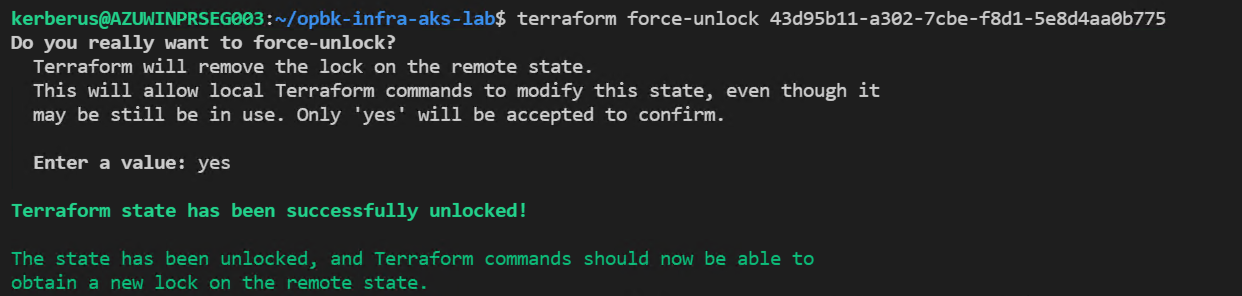 kerberus@AZUWINPRSEG003:~/opbk-infra-aks-lab$ terraform force-unlock 43d95b11-a302-7cbe-f8d1-5e8d4aa0b775
Do you really want to force-unlock?
  Terraform will remove the lock on the remote state.
  This will allow local Terraform commands to modify this state, even though it
  may be still be in use. Only 'yes' will be accepted to confirm.

  Enter a value: yes

Terraform state has been successfully unlocked!

The state has been unlocked, and Terraform commands should now be able to
obtain a new lock on the remote state.